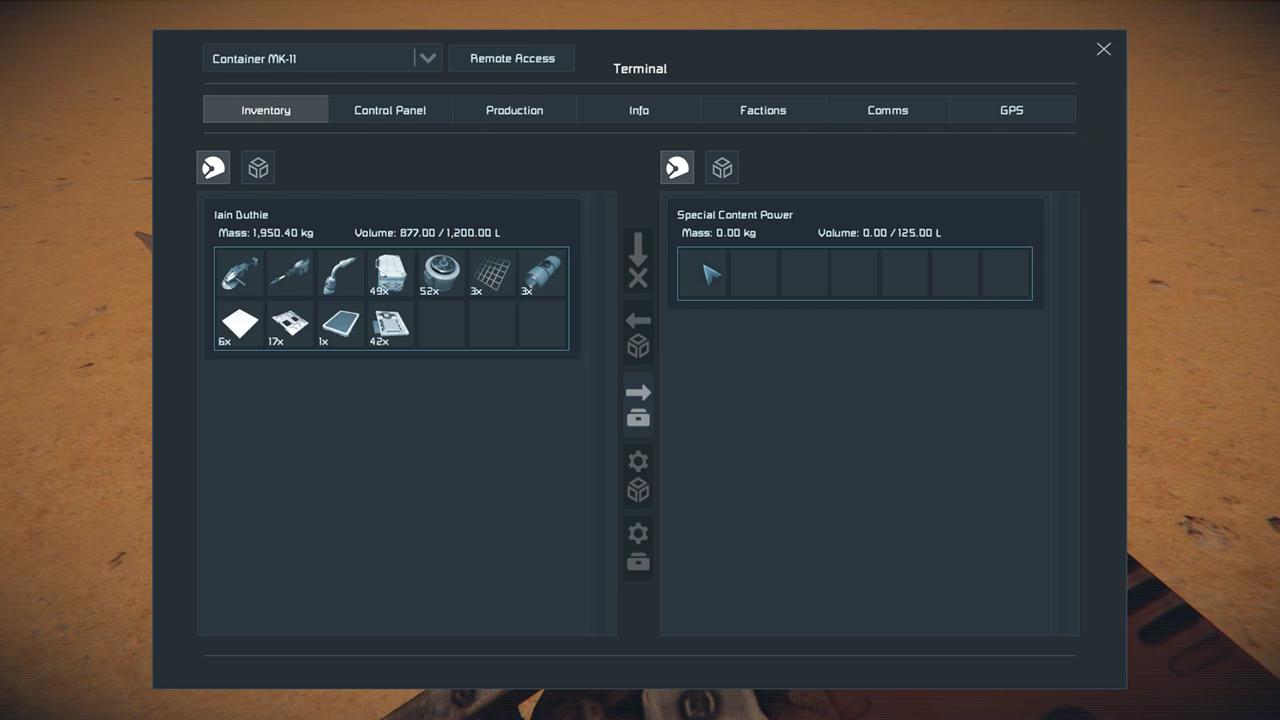 Container MK-11
Remote Access
Terminal
Inventory
Control Panel
Production
Info
Factions
Comms
GPS
Iain Duthie
Mass: 1,950.40 kg
Volume: 877.00 / 1,200.00 L
49x
52x
3x
3x
6x
17x
1x
42x
Special Content Power
Mass: 0.00 kg
Volume: 0.00 / 125.00 L